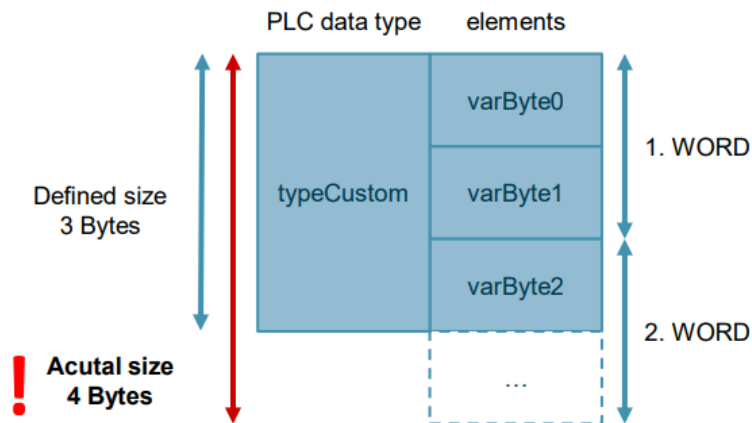 PLC data type elements
varByte0
1. WORD
Defined size
3 Bytes
typeCustom
varByte1
varByte2
2. WORD
! Acutal size
4 Bytes
...